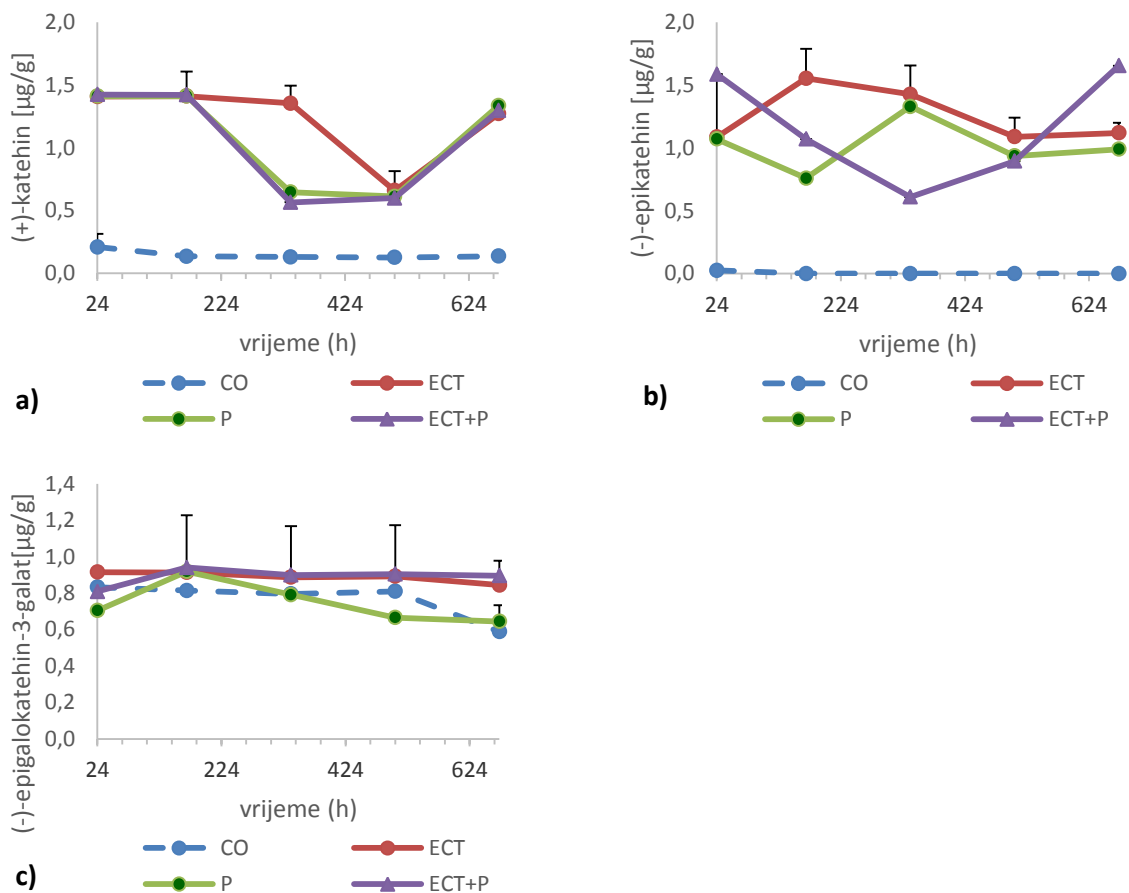 (+)-katehin [µg/g]
2,0
1,5
1,0
0,5
0,0
24 224 424 624
vrijeme (h)
CO ECT
P ECT+P
a)
(-)-epikatehin [µg/g]
2,0
1,5
1,0
0,5
0,0
24 224 424 624
vrijeme (h)
CO ECT
P ECT+P
b)
(-)-epigalokatehin-3-galat[µg/g]
1,4
1,2
1,0
0,8
0,6
0,4
0,2
0,0
24 224 424 624
vrijeme (h)
CO ECT
P ECT+P
c)